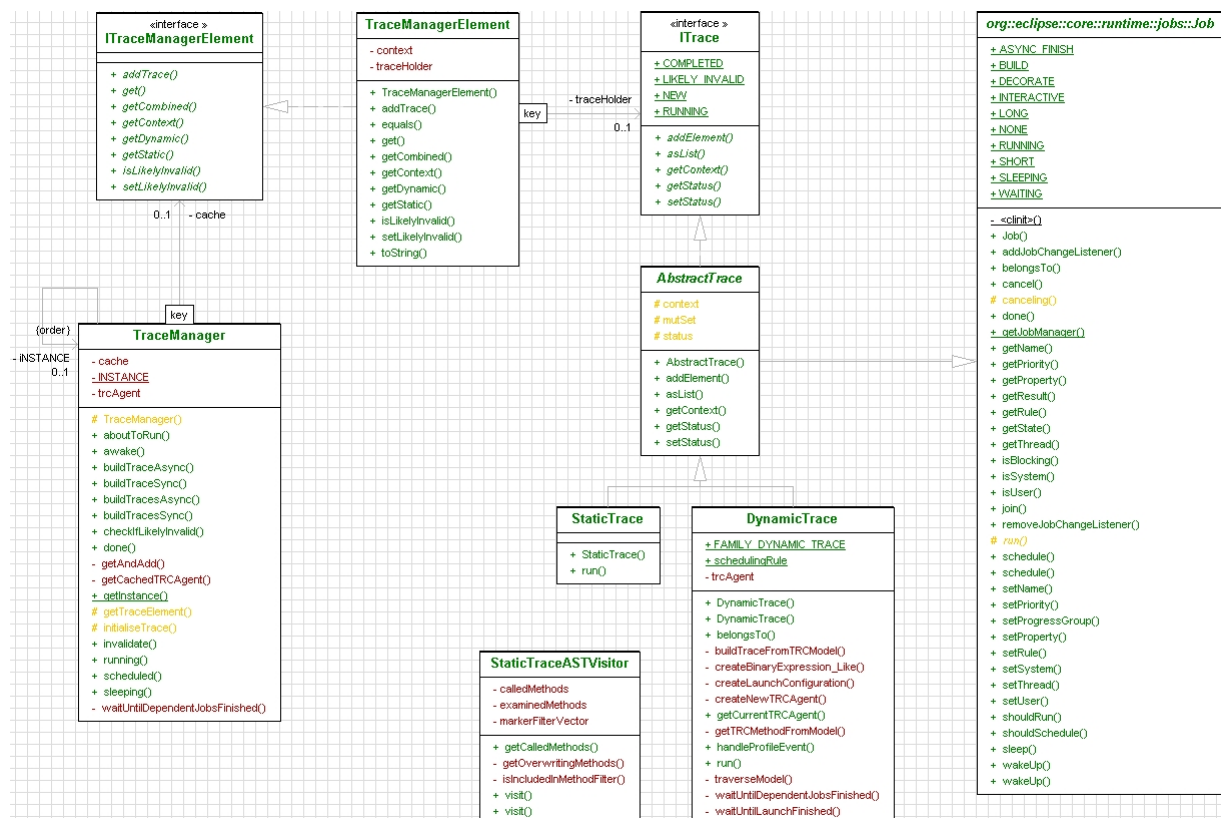 «interface »
ITraceManagerElement
+ addTrace()
+ get()
+ getCombined()
+ getContext()
+ getDynamic()
+ getStatic()
+ isLikelyInvalid()
+ setLikelyInvalid()
0..1 - cache
TraceManagerElement
- context
- traceHolder
+ TraceManagerElement()
+ addTrace()
+ equals()
+ get()
+ getCombined()
+ getContext()
+ getDynamic()
+ getStatic()
+ isLikelyInvalid()
+ setLikelyInvalid()
+ toString()
key
- traceHolder
0..1
«interface »
ITrace
+ COMPLETED
+ LIKELY_INVALID
+ NEW
+ RUNNING
+ addElement()
+ asList()
+ getContext()
+ getStatus()
+ setStatus()
org::eclipse::core::runtime::jobs::Job
+ ASYNC_FINISH
+ BUILD
+ DECORATE
+ INTERACTIVE
+ LONG
+ NONE
+ RUNNING
+ SHORT
+ SLEEPING
+ WAITING
- <clinit>()
+ Job()
+ addJobChangeListener()
+ belongsTo()
+ cancel()
# canceling()
+ done()
+ getJobManager()
+ getName()
+ getPriority()
+ getProperty()
+ getResult()
+ getRule()
+ getState()
+ getThread()
+ isBlocking()
+ isSystem()
+ isUser()
+ join()
+ removeJobChangeListener()
# run()
+ schedule()
+ schedule()
+ setName()
+ setPriority()
+ setProgressGroup()
+ setProperty()
+ setRule()
+ setSystem()
+ setThread()
+ setUser()
+ shouldRun()
+ shouldSchedule()
+ sleep()
+ wakeUp()
+ wakeUp()
key
{order}
- iNSTANCE
0..1
TraceManager
- cache
- INSTANCE
- trcAgent
# TraceManager()
+ aboutToRun()
+ awake()
+ buildTraceAsync()
+ buildTraceSync()
+ buildTracesAsync()
+ buildTracesSync()
+ checkIfLikelyInvalid()
+ done()
- getAndAdd()
- getCachedTRCAgent()
+ getInstance()
# getTraceElement()
# initialiseTrace()
+ invalidate()
+ running()
+ scheduled()
+ sleeping()
- waitUntilDependentJobsFinished()
AbstractTrace
# context
# mutSet
# status
+ AbstractTrace()
+ addElement()
+ asList()
+ getContext()
+ getStatus()
+ setStatus()
StaticTrace
+ StaticTrace()
+ run()
DynamicTrace
+ FAMILY_DYNAMIC_TRACE
+ schedulingRule
- trcAgent
+ DynamicTrace()
+ DynamicTrace()
+ belongsTo()
- buildTraceFromTRCModel()
- createBinaryExpression_Like()
- createLaunchConfiguration()
- createNewTRCAgent()
+ getCurrentTRCAgent()
- getTRCMethodFromModel()
+ handleProfileEvent()
+ run()
- traverseModel()
- waitUntilDependentJobsFinished()
- waitUntilLaunchFinished()
StaticTraceASTVisitor
- calledMethods
- examinedMethods
- markerFilterVector
+ getCalledMethods()
- getOverwritingMethods()
- isIncludedInMethodFilter()
+ visit()
+ visit()